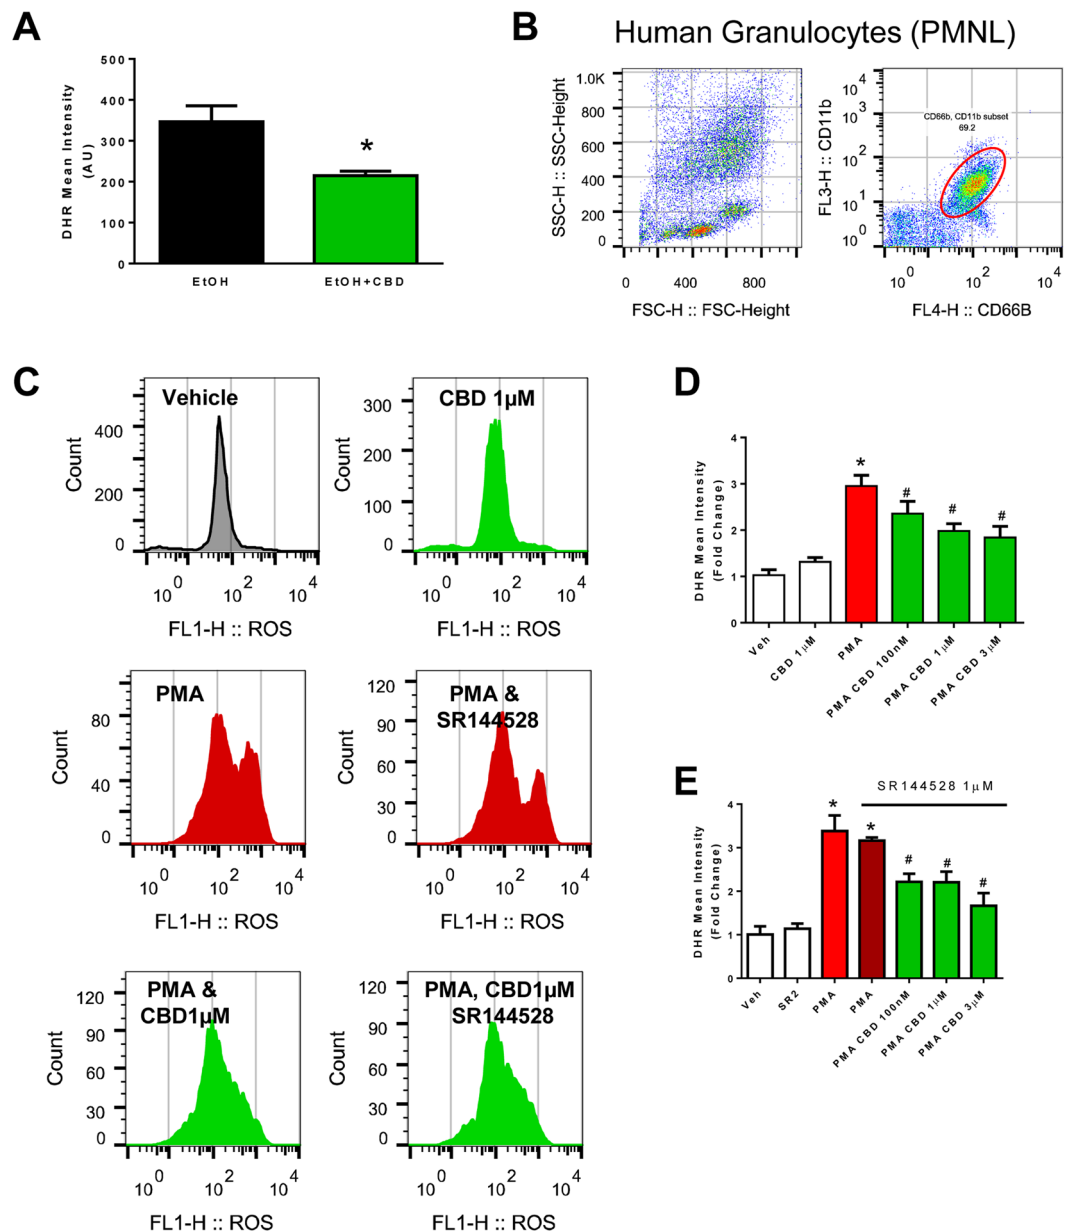 A
DHR Mean Intensity
(AU)
500
400
300
200
100
0
*
EtOH
EtOH+CBD
B
Human Granulocytes (PMNL)
SSC-H :: SSC-Height
1.0K
800
600
400
200
0
0
400
800
FSC-H :: FSC-Height
FL3-H :: CD11b
10^4
10^3
10^2
10^1
10^0
CD66b, CD11b subset
69.2
10^0
10^2
10^4
FL4-H :: CD66B
C
Vehicle
Count
400
200
0
10^0
10^2
10^4
FL1-H :: ROS
CBD 1µM
Count
300
200
100
0
10^0
10^2
10^4
FL1-H :: ROS
PMA
Count
80
40
0
10^0
10^2
10^4
FL1-H :: ROS
PMA &
SR144528
Count
120
90
60
30
0
10^0
10^2
10^4
FL1-H :: ROS
PMA &
CBD1µM
Count
120
90
60
30
0
10^0
10^2
10^4
FL1-H :: ROS
PMA, CBD1µM
SR144528
Count
120
90
60
30
0
10^0
10^2
10^4
FL1-H :: ROS
D
DHR Mean Intensity
(Fold Change)
4
3
2
1
0
*
#
#
#
Veh
CBD 1µM
PMA
PMA CBD 100nM
PMA CBD 1µM
PMA CBD 3µM
E
SR144528 1µM
DHR Mean Intensity
(Fold Change)
4
3
2
1
0
*
*
#
#
#
Veh
SR2
PMA
PMA
PMA CBD 100nM
PMA CBD 1µM
PMA CBD 3µM